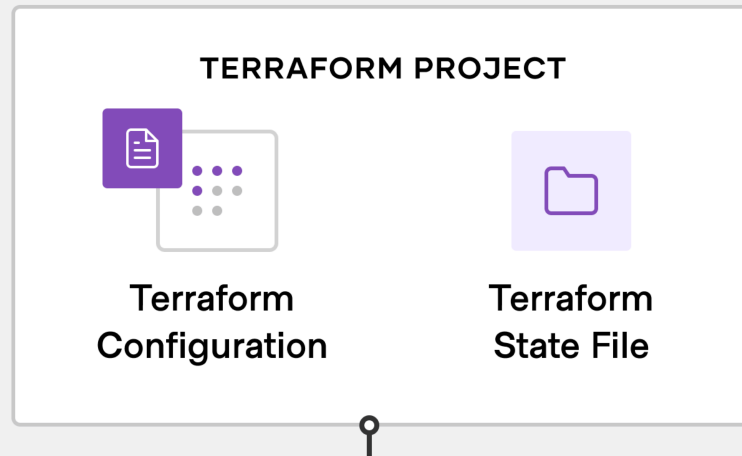 TERRAFORM PROJECT
Terraform
Configuration
Terraform
State File